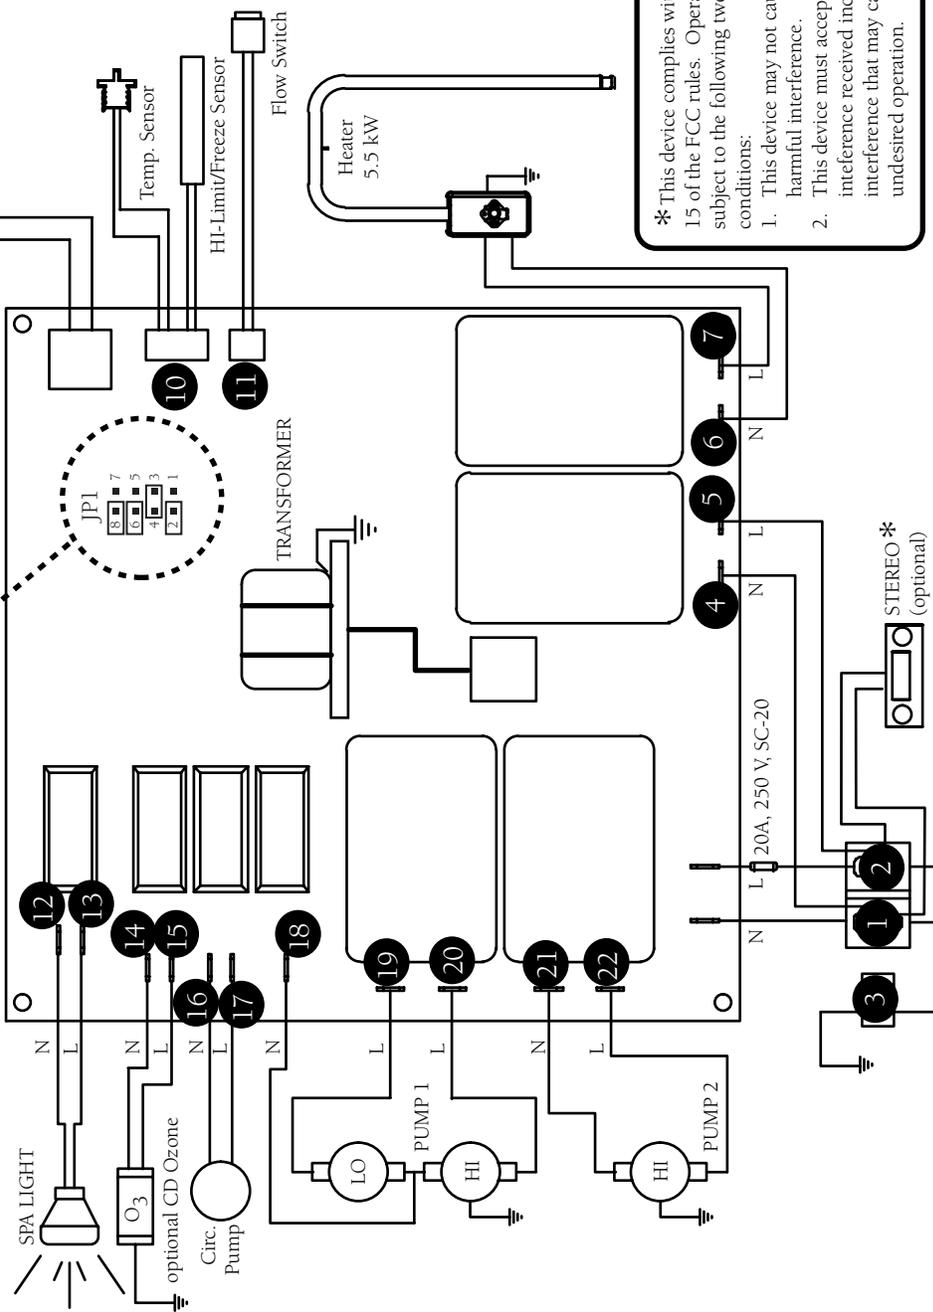 SPA LIGHT
N
L
12
13
O3
optional CD Ozone
N
L
14
15
Circ.
Pump
N
L
16
17
N
18
LO
HI
PUMP 1
L
L
19
20
HI
PUMP 2
N
L
21
22
JP1
8 7
6 5
4 3
2 1
TRANSFORMER
10
11
Temp. Sensor
HI-Limit/Freeze Sensor
Flow Switch
Heater
5.5 kW
3
1
2
N
L
20A, 250 V, SC-20
4
5
6
7
N
L
N
L
STEREO*
(optional)
*This device complies wi
15 of the FCC rules. Opera
subject to the following two
conditions:
1. This device may not cau
harmful interference.
2. This device must accep
inteference received inc
interference that may ca
undesired operation.